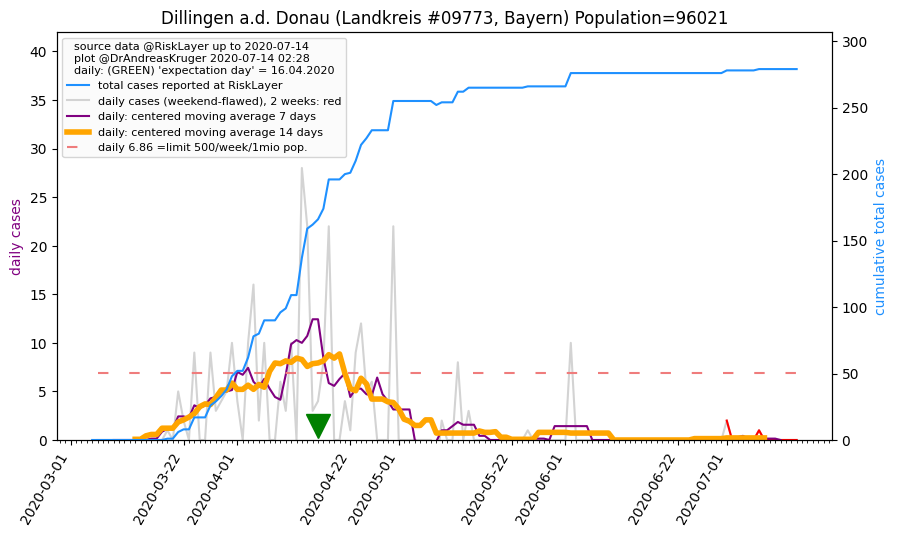 Dillingen a.d. Donau (Landkreis #09773, Bayern) Population=96021
source data @RiskLayer up to 2020-07-14
plot @DrAndreasKruger 2020-07-14 02:28
daily: (GREEN) 'expectation day' = 16.04.2020
total cases reported at RiskLayer
daily cases (weekend-flawed), 2 weeks: red
daily: centered moving average 7 days
daily: centered moving average 14 days
daily 6.86 =limit 500/week/1mio pop.
daily cases
40
35
30
25
20
15
10
5
0
300
250
200
150
100
50
0
cumulative total cases
2020-03-01
2020-03-22
2020-04-01
2020-04-22
2020-05-01
2020-05-22
2020-06-01
2020-06-22
2020-07-01